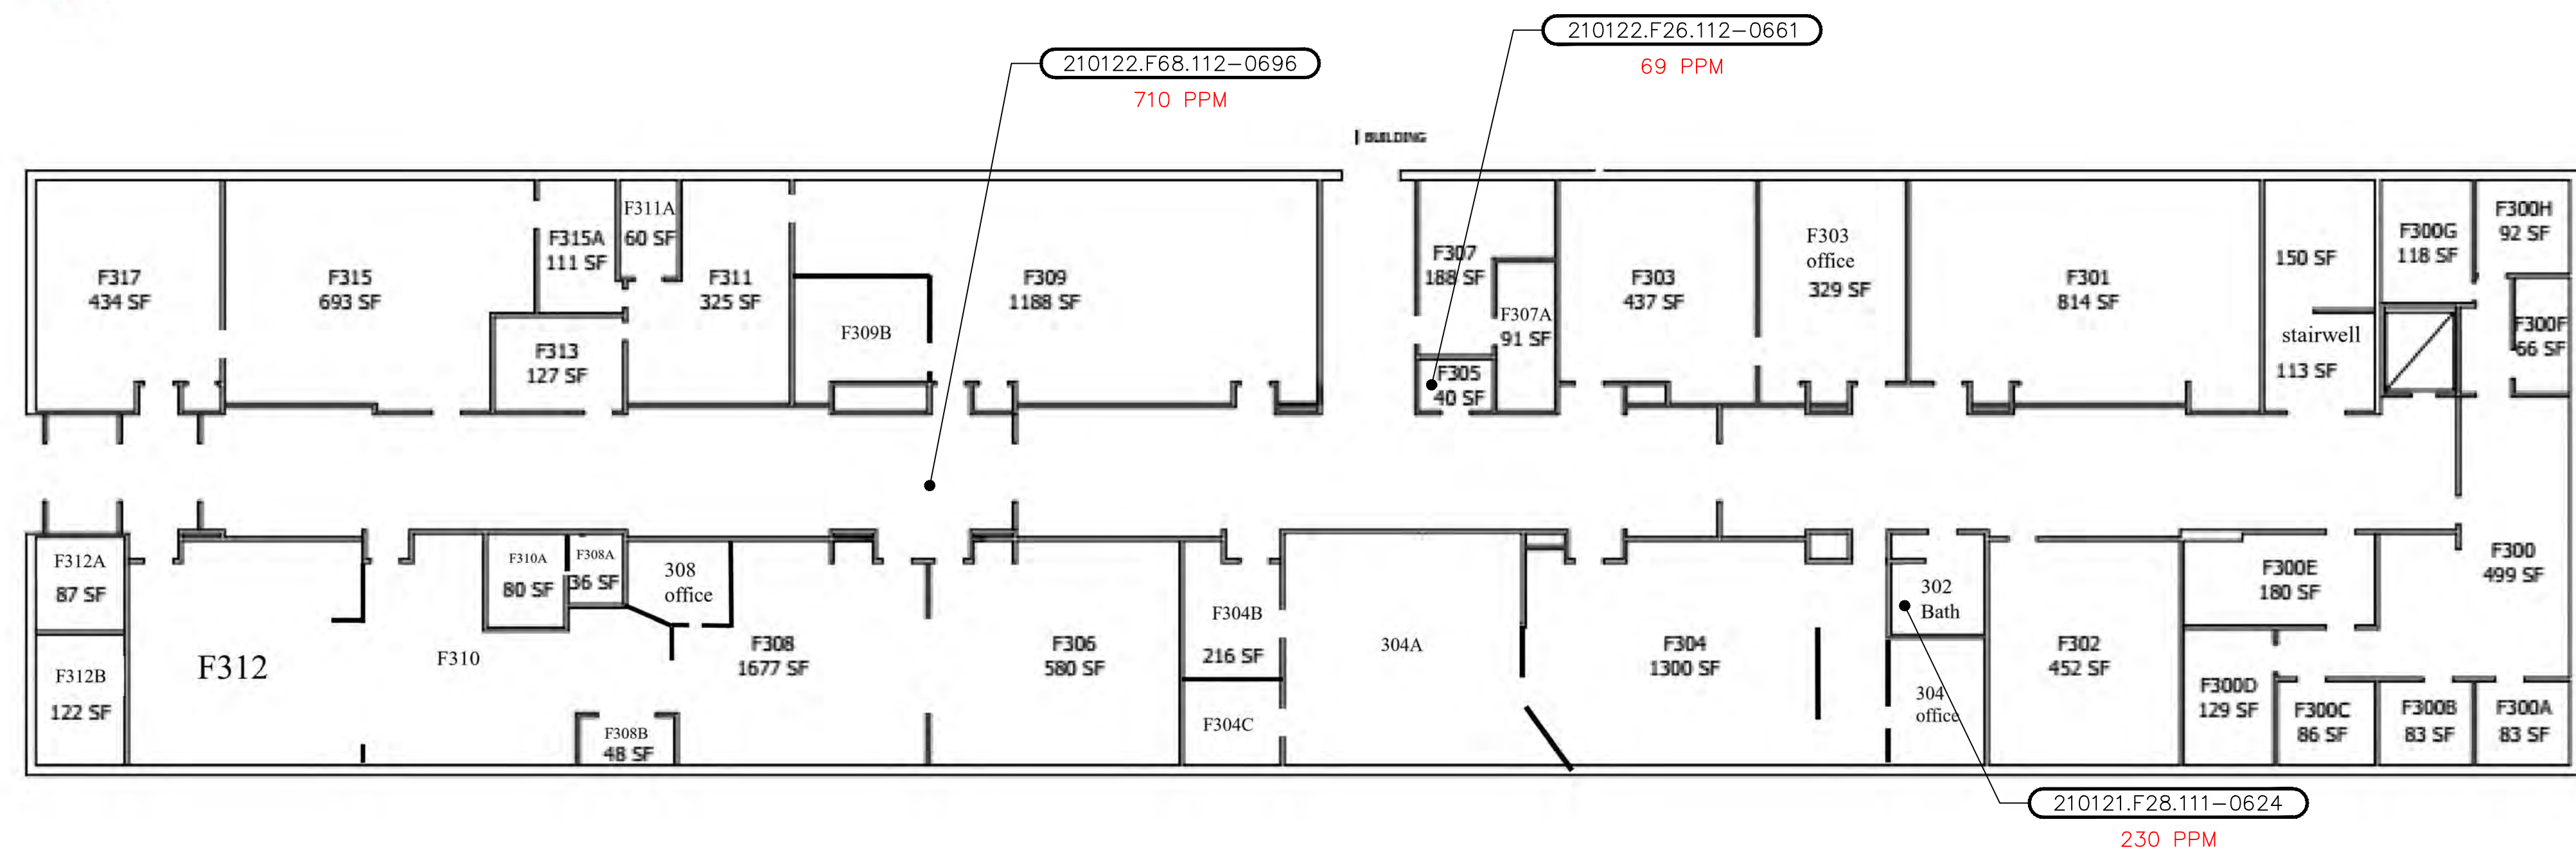 210122.F26.112-0661
69 PPM
210122.F68.112-0696
710 PPM
BUILDING
F317
434 SF
F315
693 SF
F315A
111 SF
F311A
60 SF
F311
325 SF
F313
127 SF
F309B
F309
1188 SF
F307
188 SF
F307A
91 SF
F305
40 SF
F303
437 SF
F303
office
329 SF
F301
814 SF
150 SF
stairwell
113 SF
F300G
118 SF
F300H
92 SF
F300F
66 SF
F312A
87 SF
F312B
122 SF
F312
F310
F310A
80 SF
F308A
36 SF
308
office
F308
1677 SF
F308B
48 SF
F306
580 SF
F304B
216 SF
F304C
304A
F304
1300 SF
302
Bath
304
office
F302
452 SF
F300E
180 SF
F300
499 SF
F300D
129 SF
F300C
86 SF
F300B
83 SF
F300A
83 SF
210121.F28.111-0624
230 PPM